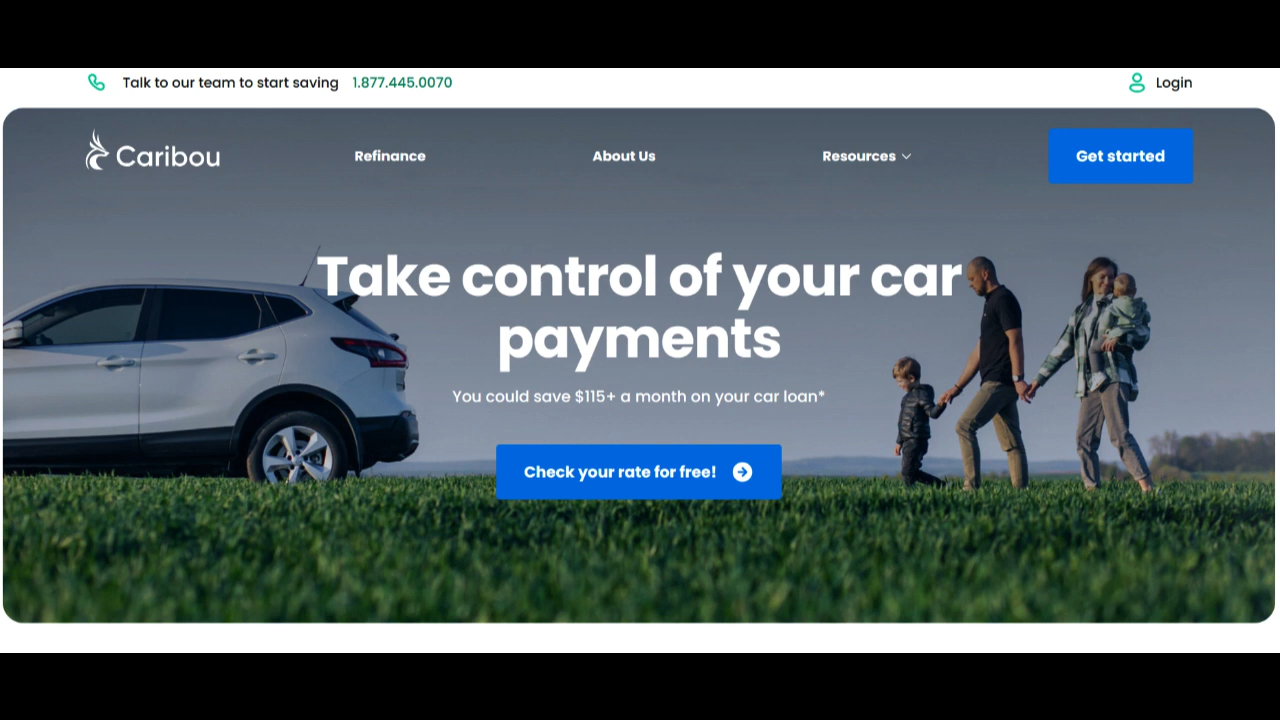 Talk to our team to start saving 1.877.445.0070 Login
Caribou Refinance About Us Resources Get started
Take control of your car
payments
You could save $115+ a month on your car loan*
Check your rate for free!